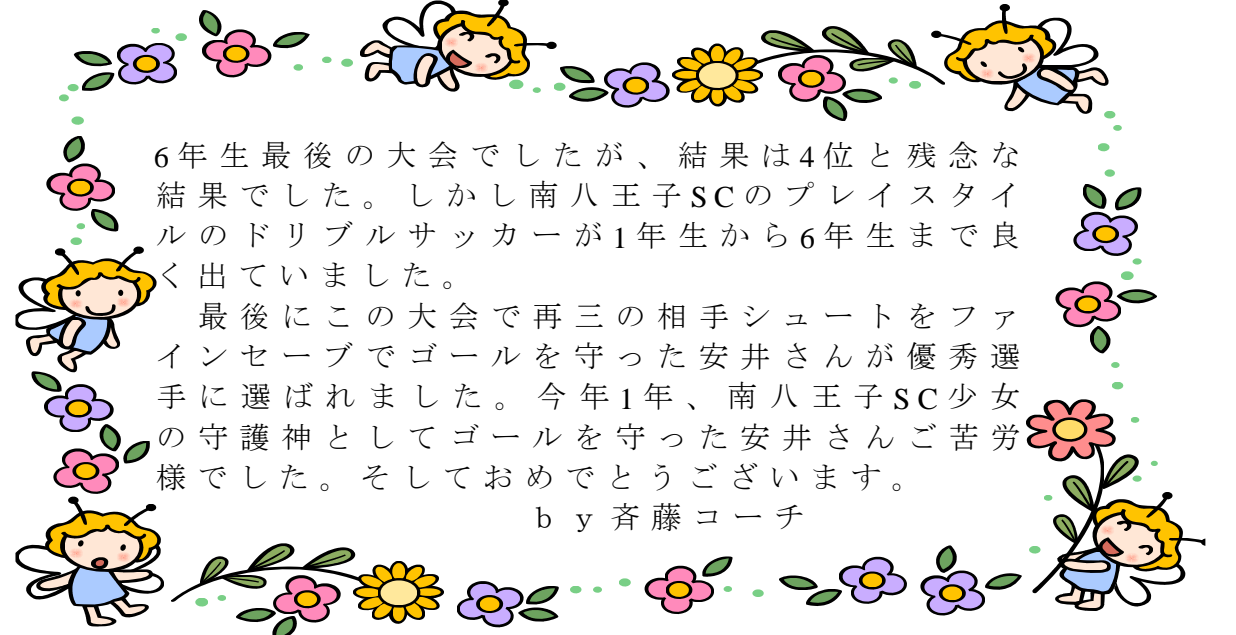 6年生最後の大会でしたが、結果は4位と残念な
結果でした。しかし南八王子SCのプレイスタイ
ルのドリブルサッカーが1年生から6年生まで良
く出ていました。
　最後にこの大会で再三の相手シュートをファ
インセーブでゴールを守った安井さんが優秀選
手に選ばれました。今年1年、南八王子SC少女
の守護神としてゴールを守った安井さんご苦労
様でした。そしておめでとうございます。
ｂｙ斉藤コーチ